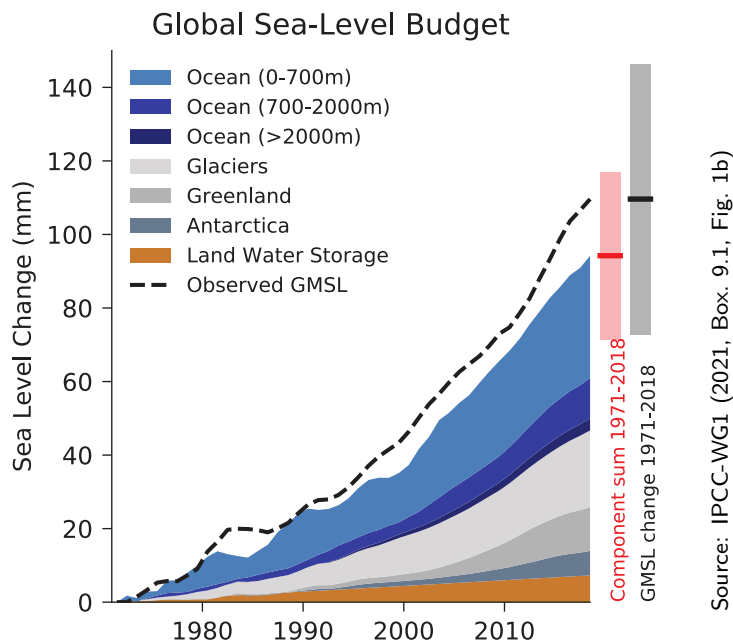 Global Sea-Level Budget
Sea Level Change (mm)
140
120
100
80
60
40
20
0
1980
1990
2000
2010
Ocean (0-700m)
Ocean (700-2000m)
Ocean (>2000m)
Glaciers
Greenland
Antarctica
Land Water Storage
Observed GMSL
Component sum 1971-2018
GMSL change 1971-2018
Source: IPCC-WG1 (2021, Box. 9.1, Fig. 1b)